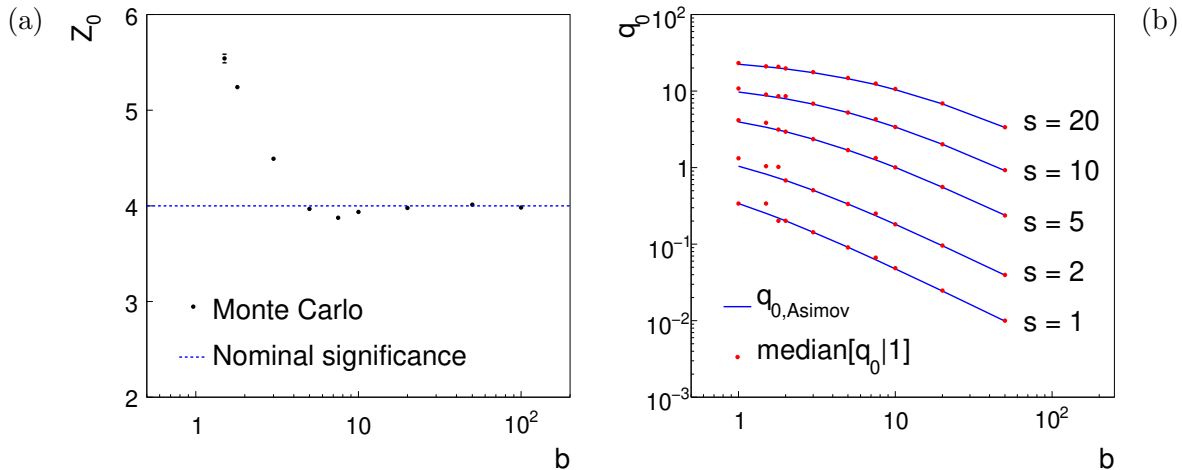 (a)
Z₀
6
5
4
3
2
1
10
10²
b
Monte Carlo
Nominal significance
(b)
q₀
10²
10
1
10⁻¹
10⁻²
10⁻³
1
10
10²
b
s = 20
s = 10
s = 5
s = 2
s = 1
q₀,Asimov
median[q₀|1]